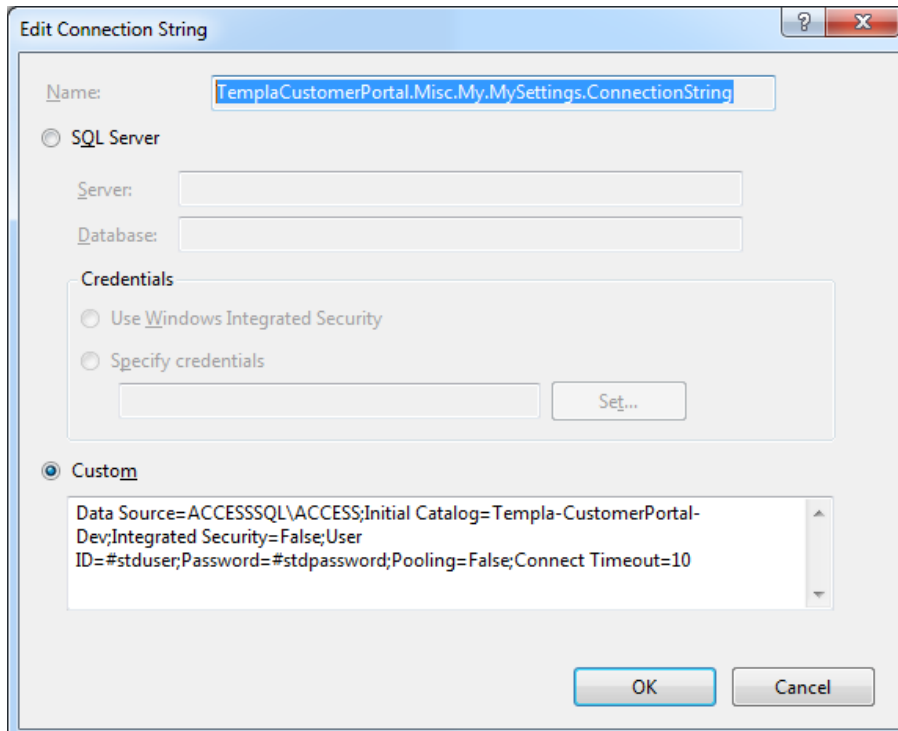 Edit Connection String
Name:
TemplaCustomerPortal.Misc.My.MySettings.ConnectionString
SQL Server
Server:
Database:
Credentials
Use Windows Integrated Security
Specify credentials
Set...
Custom
Data Source=ACCESSSQL\ACCESS;Initial Catalog=Templa-CustomerPortal-
Dev;Integrated Security=False;User
ID=#stduser;Password=#stdpassword;Pooling=False;Connect Timeout=10
OK
Cancel